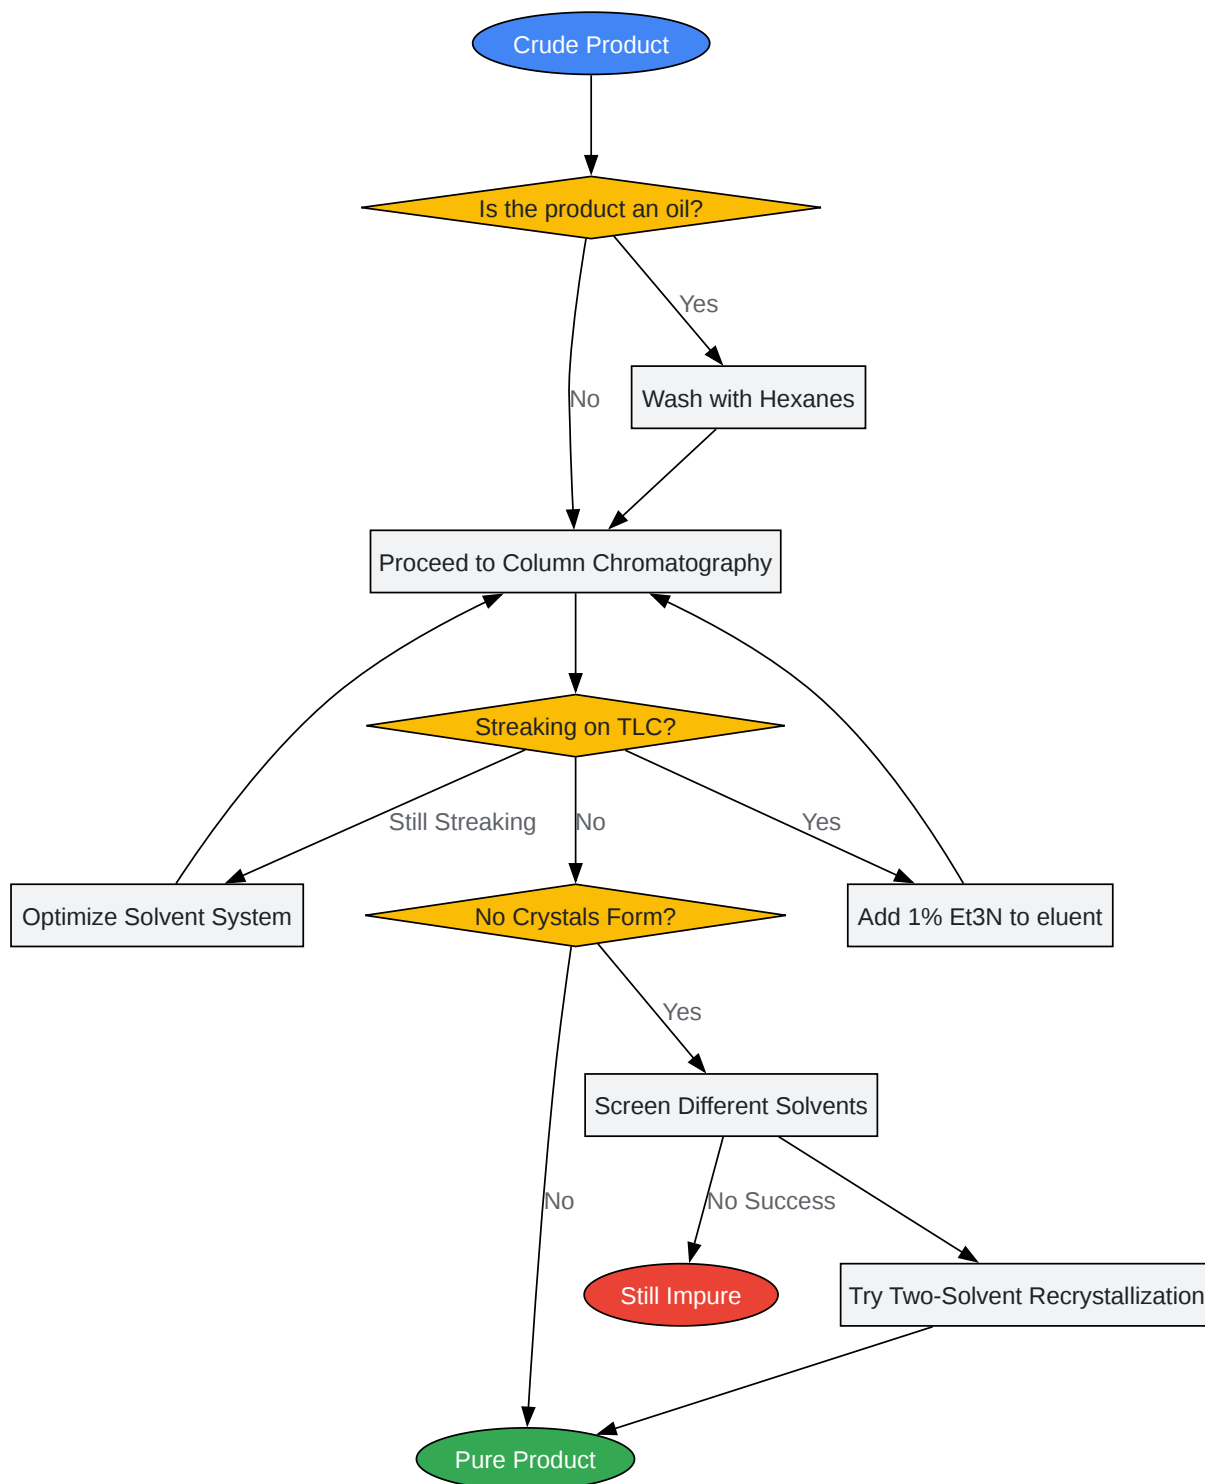 Crude Product
Is the product an oil?
Yes
No
Wash with Hexanes
Proceed to Column Chromatography
Streaking on TLC?
Still Streaking
No
Yes
Optimize Solvent System
No Crystals Form?
Add 1% Et3N to eluent
Yes
Screen Different Solvents
No
No Success
Still Impure
Try Two-Solvent Recrystallization
Pure Product